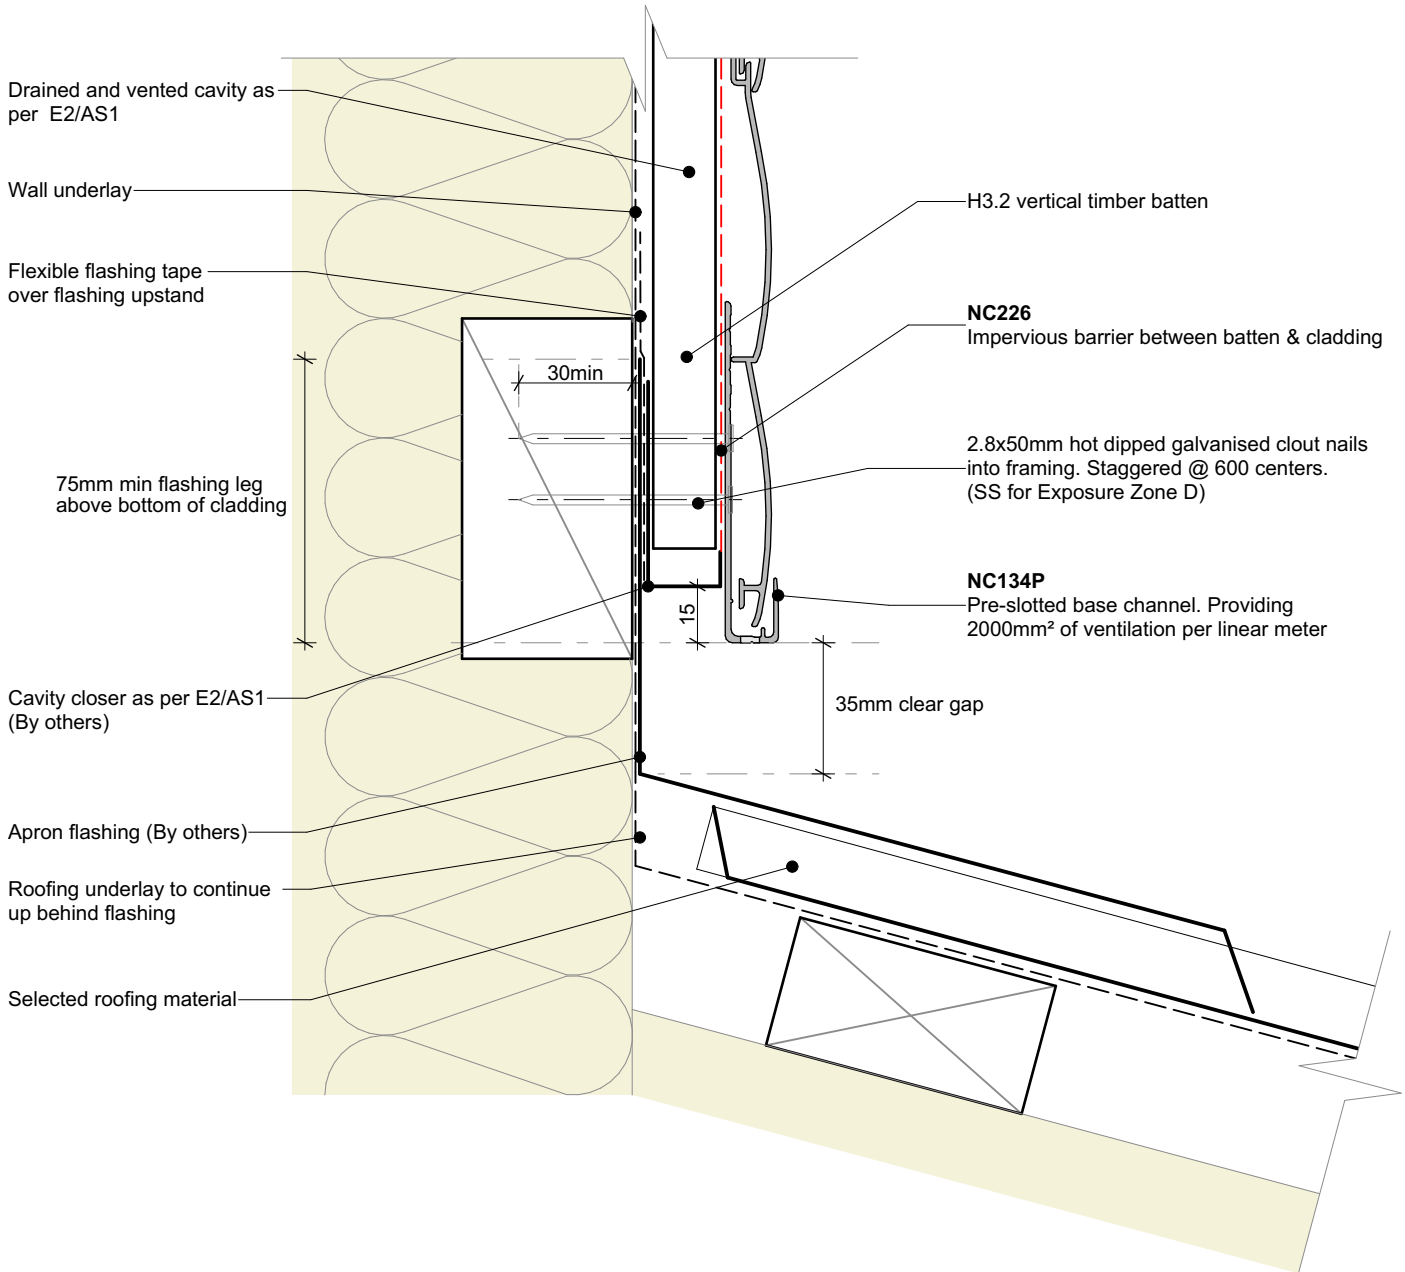 Drained and vented cavity as
per E2/AS1
Wall underlay
Flexible flashing tape
over flashing upstand
30min
75mm min flashing leg
above bottom of cladding
15
Cavity closer as per E2/AS1
(By others)
Apron flashing (By others)
Roofing underlay to continue
up behind flashing
Selected roofing material
H3.2 vertical timber batten
NC226
Impervious barrier between batten & cladding
2.8x50mm hot dipped galvanised clout nails
into framing. Staggered @ 600 centers.
(SS for Exposure Zone D)
NC134P
Pre-slotted base channel. Providing
2000mm² of ventilation per linear meter
35mm clear gap